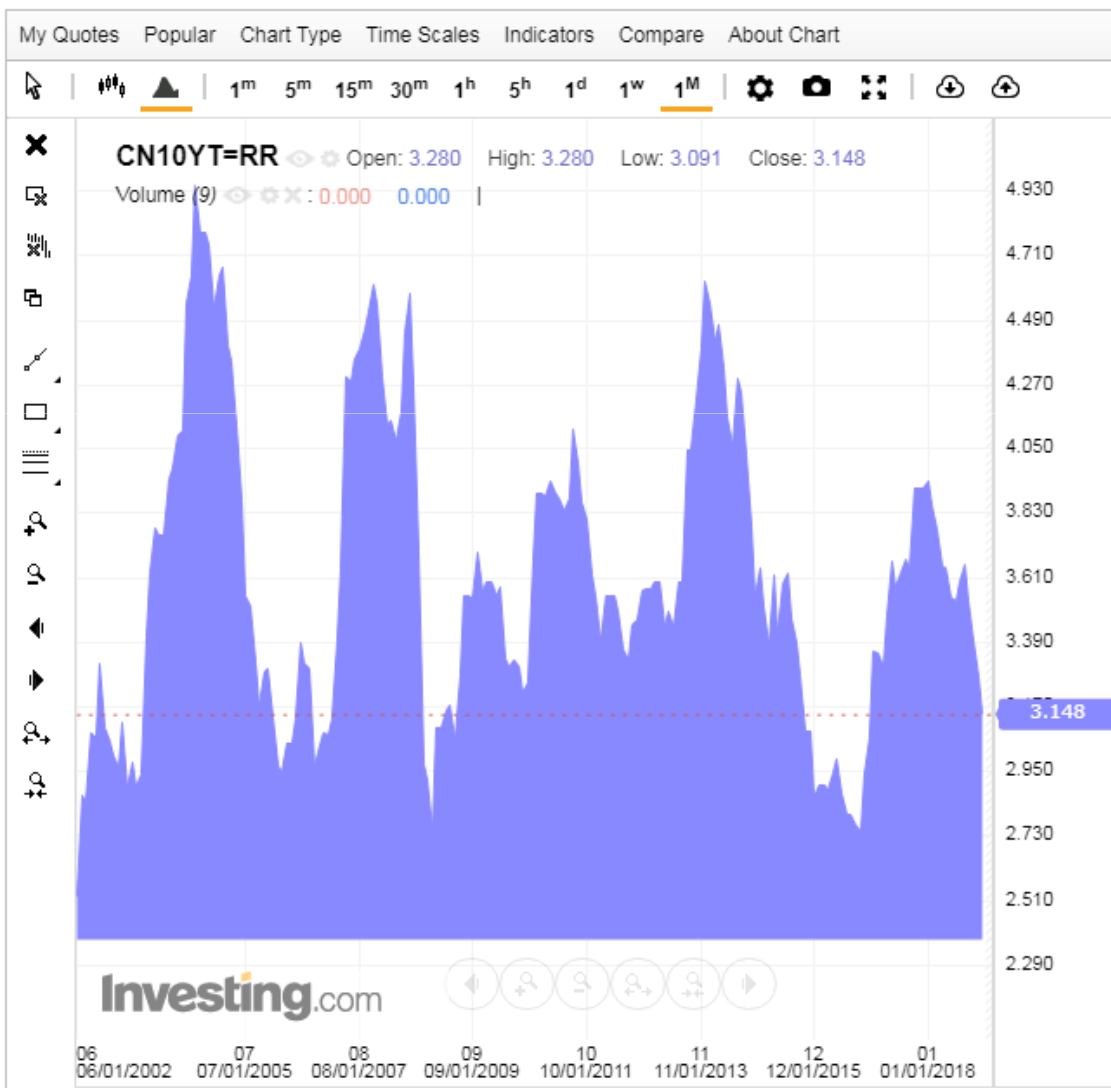 My Quotes Popular Chart Type Time Scales Indicators Compare About Chart
1m 5m 15m 30m 1h 5h 1d 1w 1M
CN10YT=RR Open: 3.280 High: 3.280 Low: 3.091 Close: 3.148
Volume (9) : 0.000 0.000
4.930
4.710
4.490
4.270
4.050
3.830
3.610
3.390
3.148
2.950
2.730
2.510
2.290
Investing.com
06 07 08 09 10 11 12 01
06/01/2002 07/01/2005 08/01/2007 09/01/2009 10/01/2011 11/01/2013 12/01/2015 01/01/2018